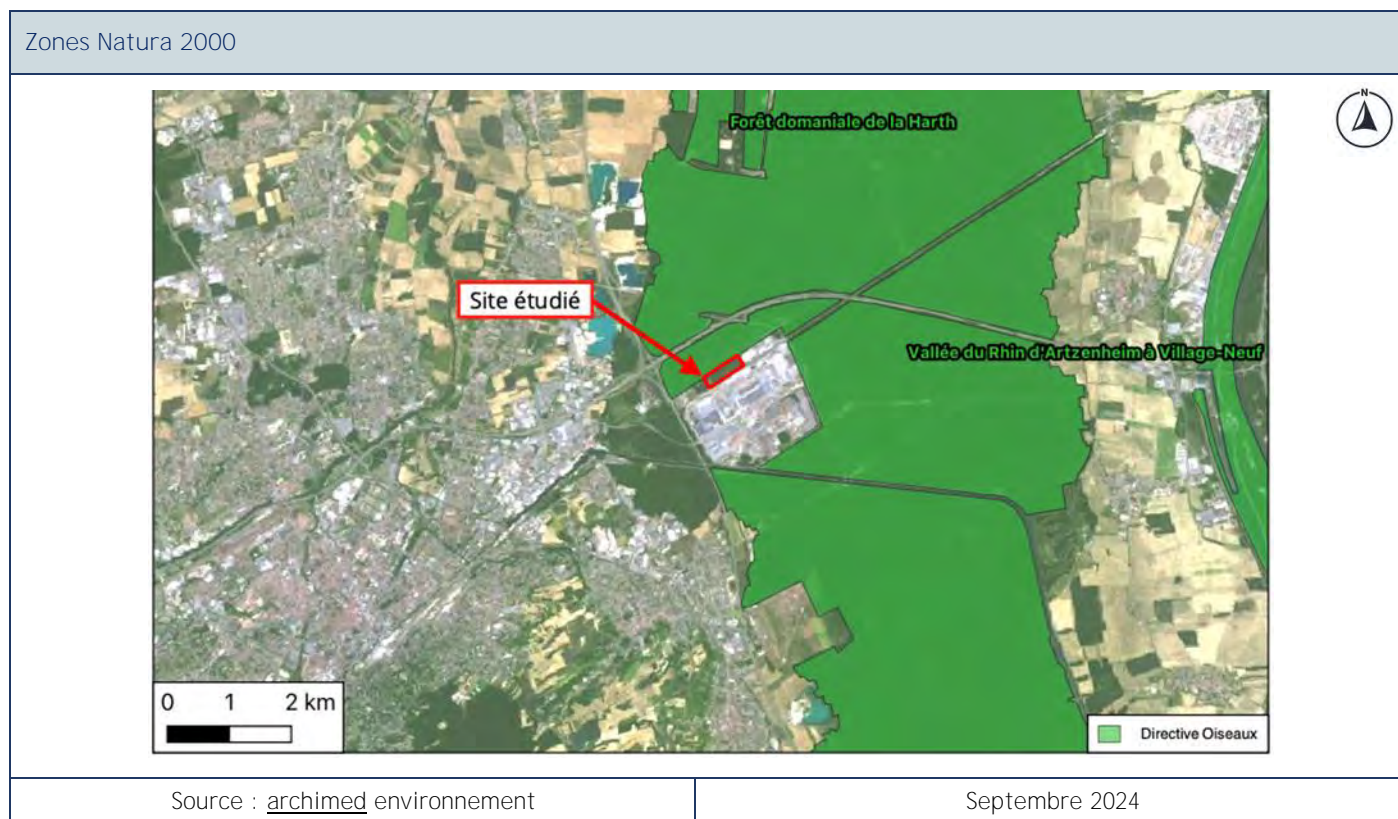 Zones Natura 2000
N
Forêt domaniale de la Harth
Site étudié
Vallée du Rhin d'Artzenheim à Village-Neuf
0 1 2 km
Directive Oiseaux
Source : archimed environnement
Septembre 2024